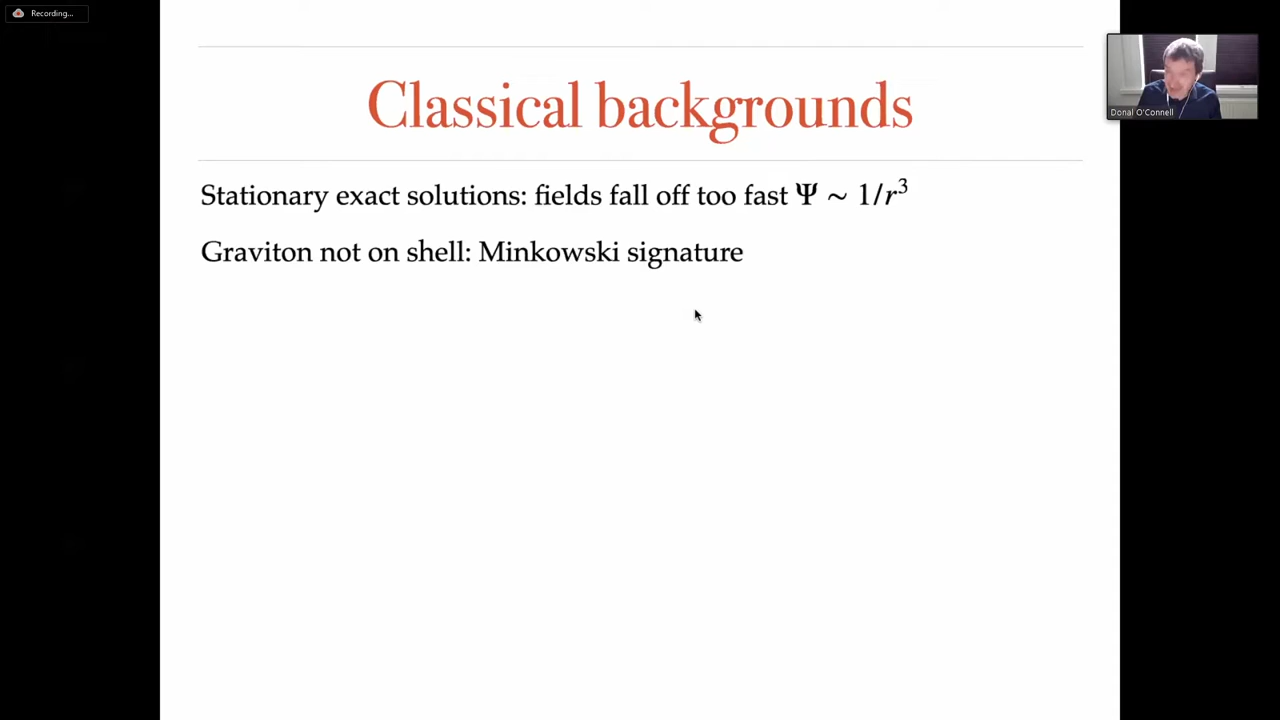 Recording...
Classical backgrounds
Donal O'Connell
Stationary exact solutions: fields fall off too fast Ψ ~ 1/r³
Graviton not on shell: Minkowski signature